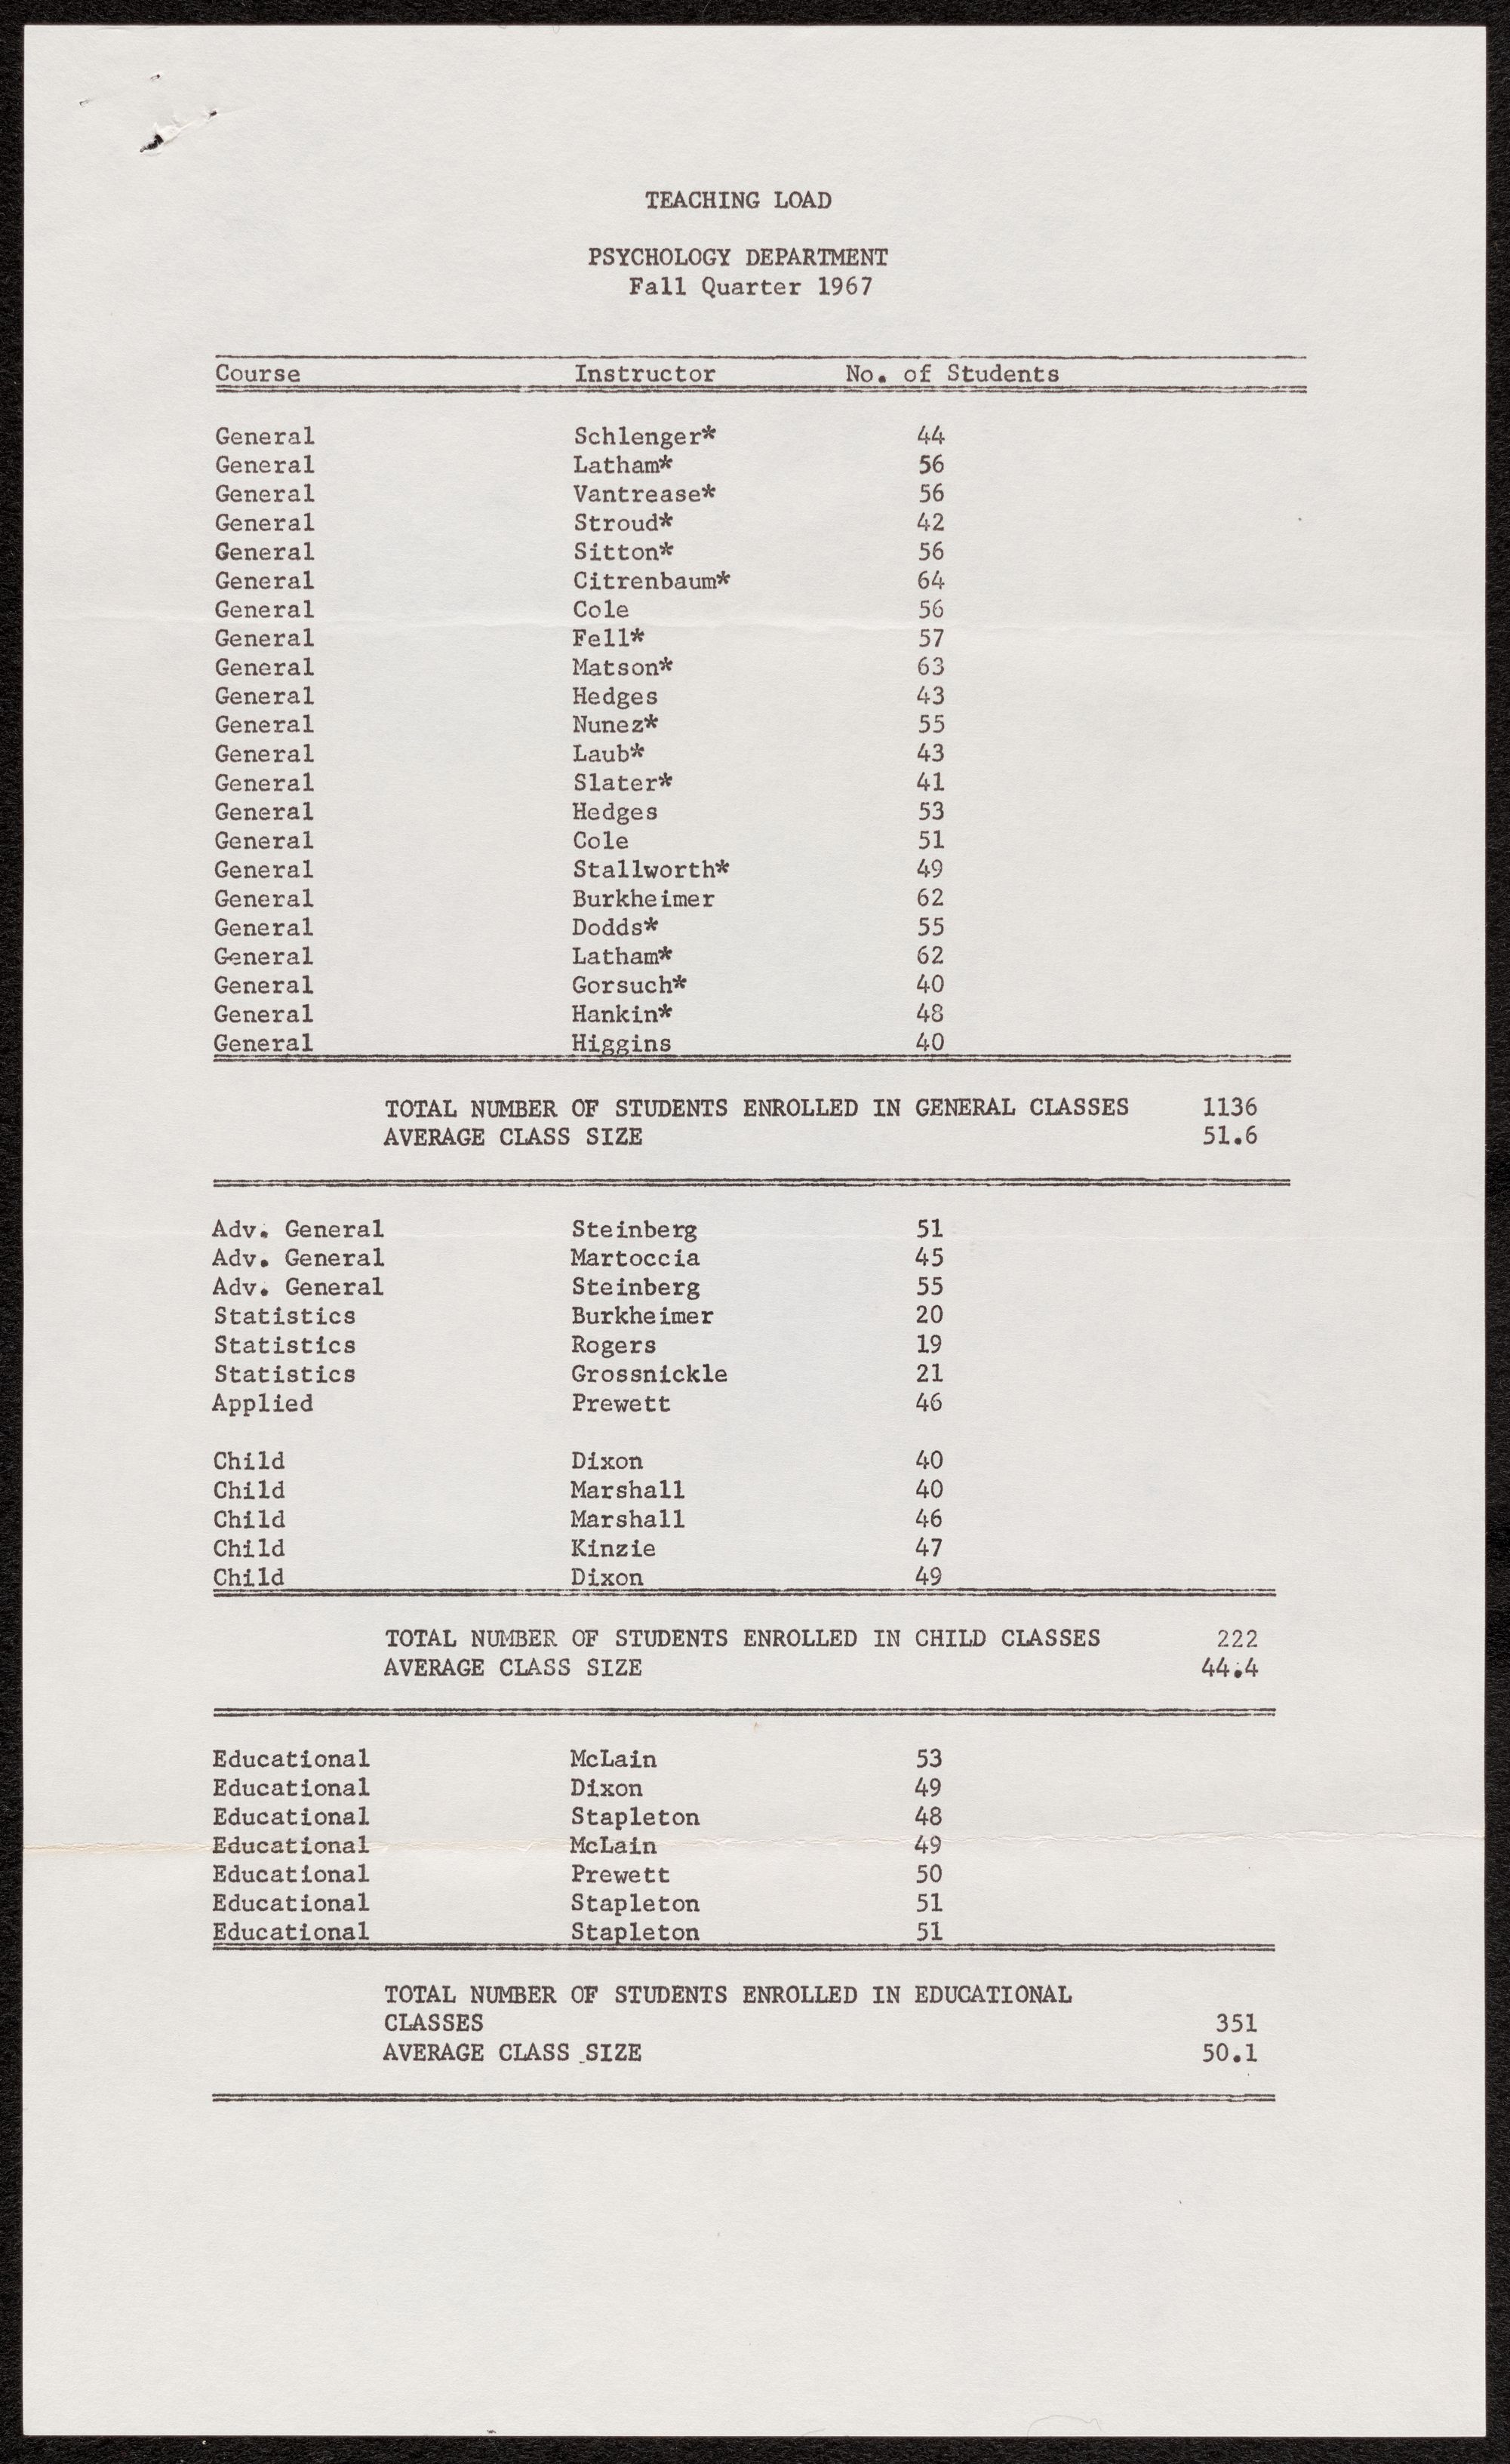 TEACHING LOAD
PSYCHOLOGY DEPARTMENT
Fall Quarter 1967
Course Instructor No. of Students
General Schlenger* 44
General Latham* 56
General Vantrease* 56
General Stroud* 42
General Sitton* 56
General Citrenbaum* 64
General Cole 56
General Fell* 57
General Matson* 63
General Hedges 43
General Nunez* 55
General Laub* 43
General Slater* 41
General Hedges 53
General Cole 51
General Stallworth* 49
General Burkheimer 62
General Dodds* 55
General Latham* 62
General Gorsuch* 40
General Hankin* 48
General Higgins 40
TOTAL NUMBER OF STUDENTS ENROLLED IN GENERAL CLASSES 1136
AVERAGE CLASS SIZE 51.6
Adv. General Steinberg 51
Adv. General Martoccia 45
Adv. General Steinberg 55
Statistics Burkheimer 20
Statistics Rogers 19
Statistics Grossnickle 21
Applied Prewett 46
Child Dixon 40
Child Marshall 40
Child Marshall 46
Child Kinzie 47
Child Dixon 49
TOTAL NUMBER OF STUDENTS ENROLLED IN CHILD CLASSES 222
AVERAGE CLASS SIZE 44.4
Educational McLain 53
Educational Dixon 49
Educational Stapleton 48
Educational McLain 49
Educational Prewett 50
Educational Stapleton 51
Educational Stapleton 51
TOTAL NUMBER OF STUDENTS ENROLLED IN EDUCATIONAL
CLASSES 351
AVERAGE CLASS SIZE 50.1